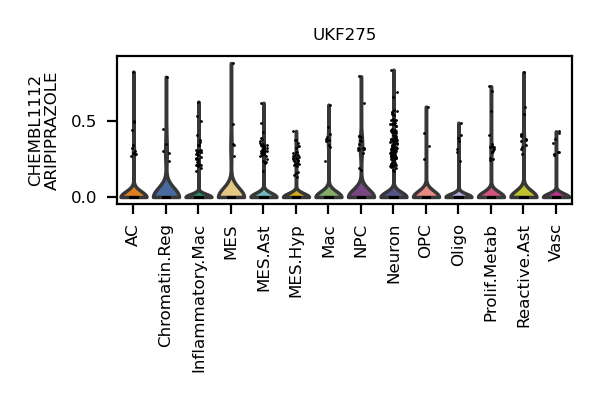 UKF275
CHEMBL1112
ARIPIPRAZOLE
0.5
0.0
AC
Chromatin.Reg
Inflammatory.Mac
MES
MES.Ast
MES.Hyp
Mac
NPC
Neuron
OPC
Oligo
Prolif.Metab
Reactive.Ast
Vasc